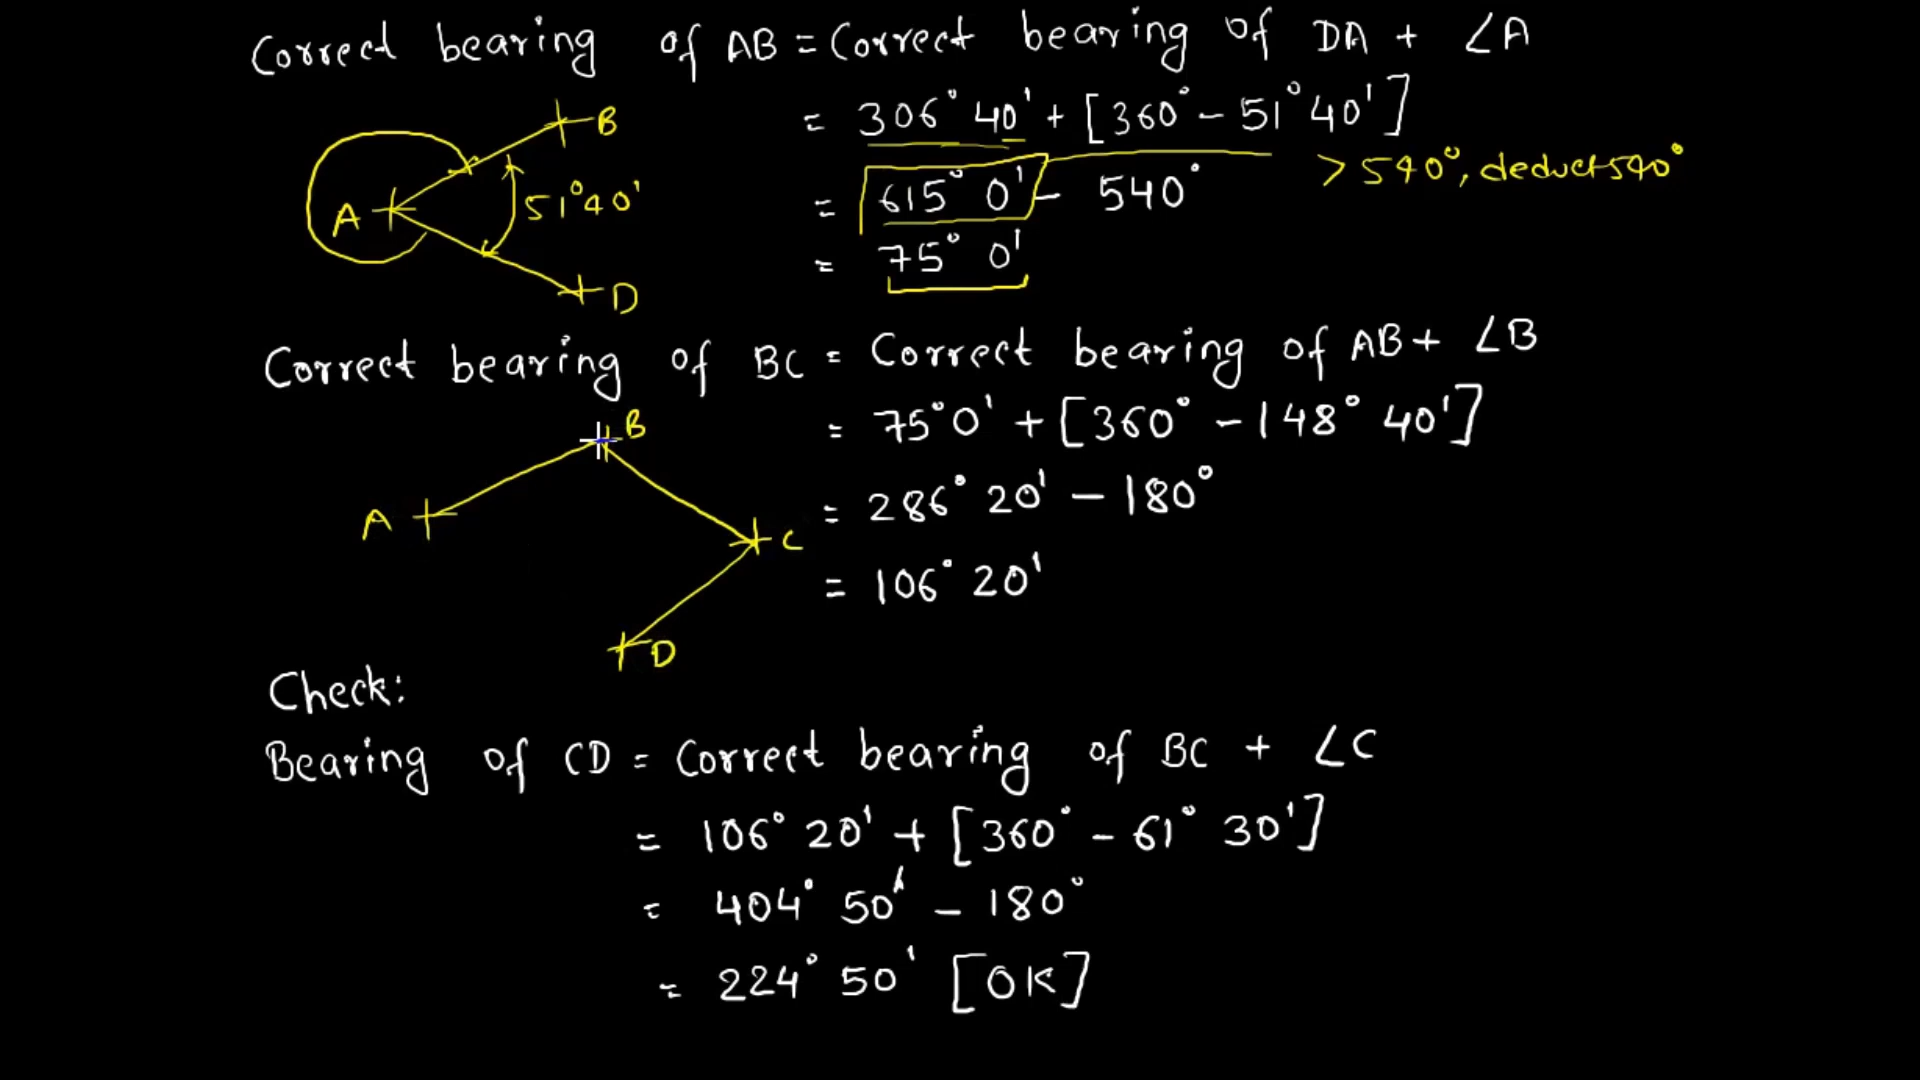 Correct bearing of AB = Correct bearing of DA + ∠A
= 306° 40' + [360° - 51° 40']
> 540°, deduct 540°
= 615° 0' - 540°
= 75° 0'
B
A
51° 40'
D
Correct bearing of BC = Correct bearing of AB + ∠B
= 75° 0' + [360° - 148° 40']
= 286° 20' - 180°
= 106° 20'
B
A
C
D
Check:
Bearing of CD = Correct bearing of BC + ∠C
= 106° 20' + [360° - 61° 30']
= 404° 50' - 180°
= 224° 50' [OK]